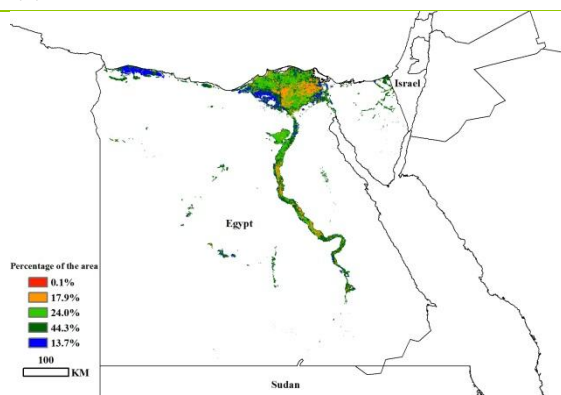 Israel
Egypt
Percentage of the area
0.1%
17.9%
24.0%
44.3%
13.7%
100
KM
Sudan